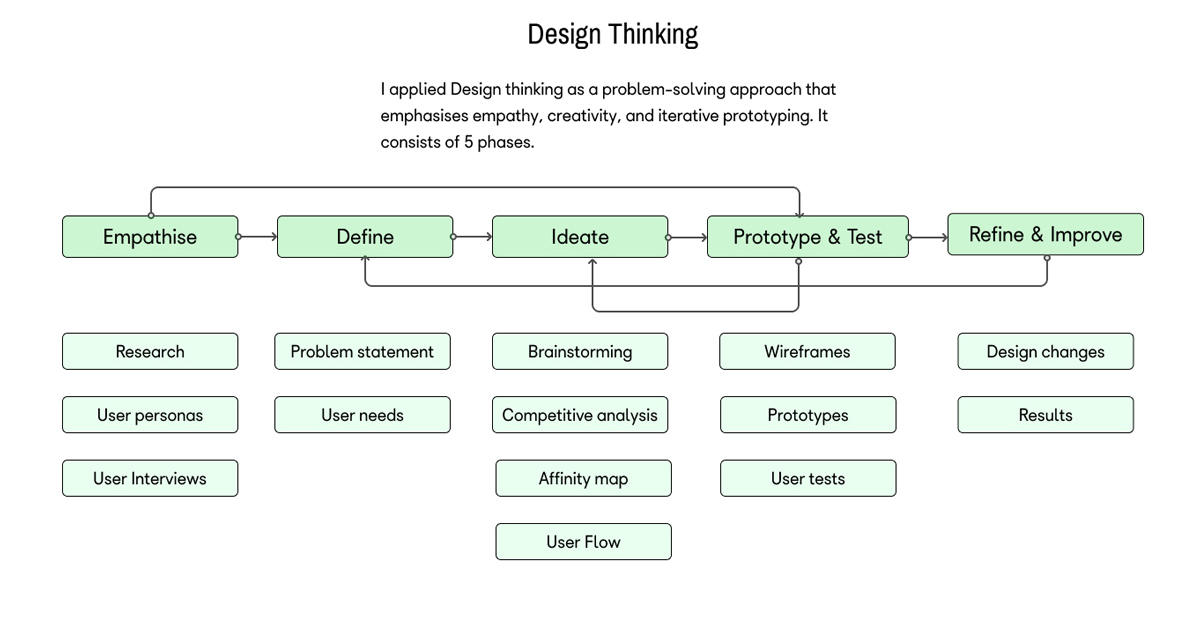 Design Thinking
I applied Design thinking as a problem-solving approach that
emphasises empathy, creativity, and iterative prototyping. It
consists of 5 phases.
Empathise
Define
Ideate
Prototype & Test
Refine & Improve
Research
Problem statement
Brainstorming
Wireframes
Design changes
User personas
User needs
Competitive analysis
Prototypes
Results
User Interviews
Affinity map
User tests
User Flow